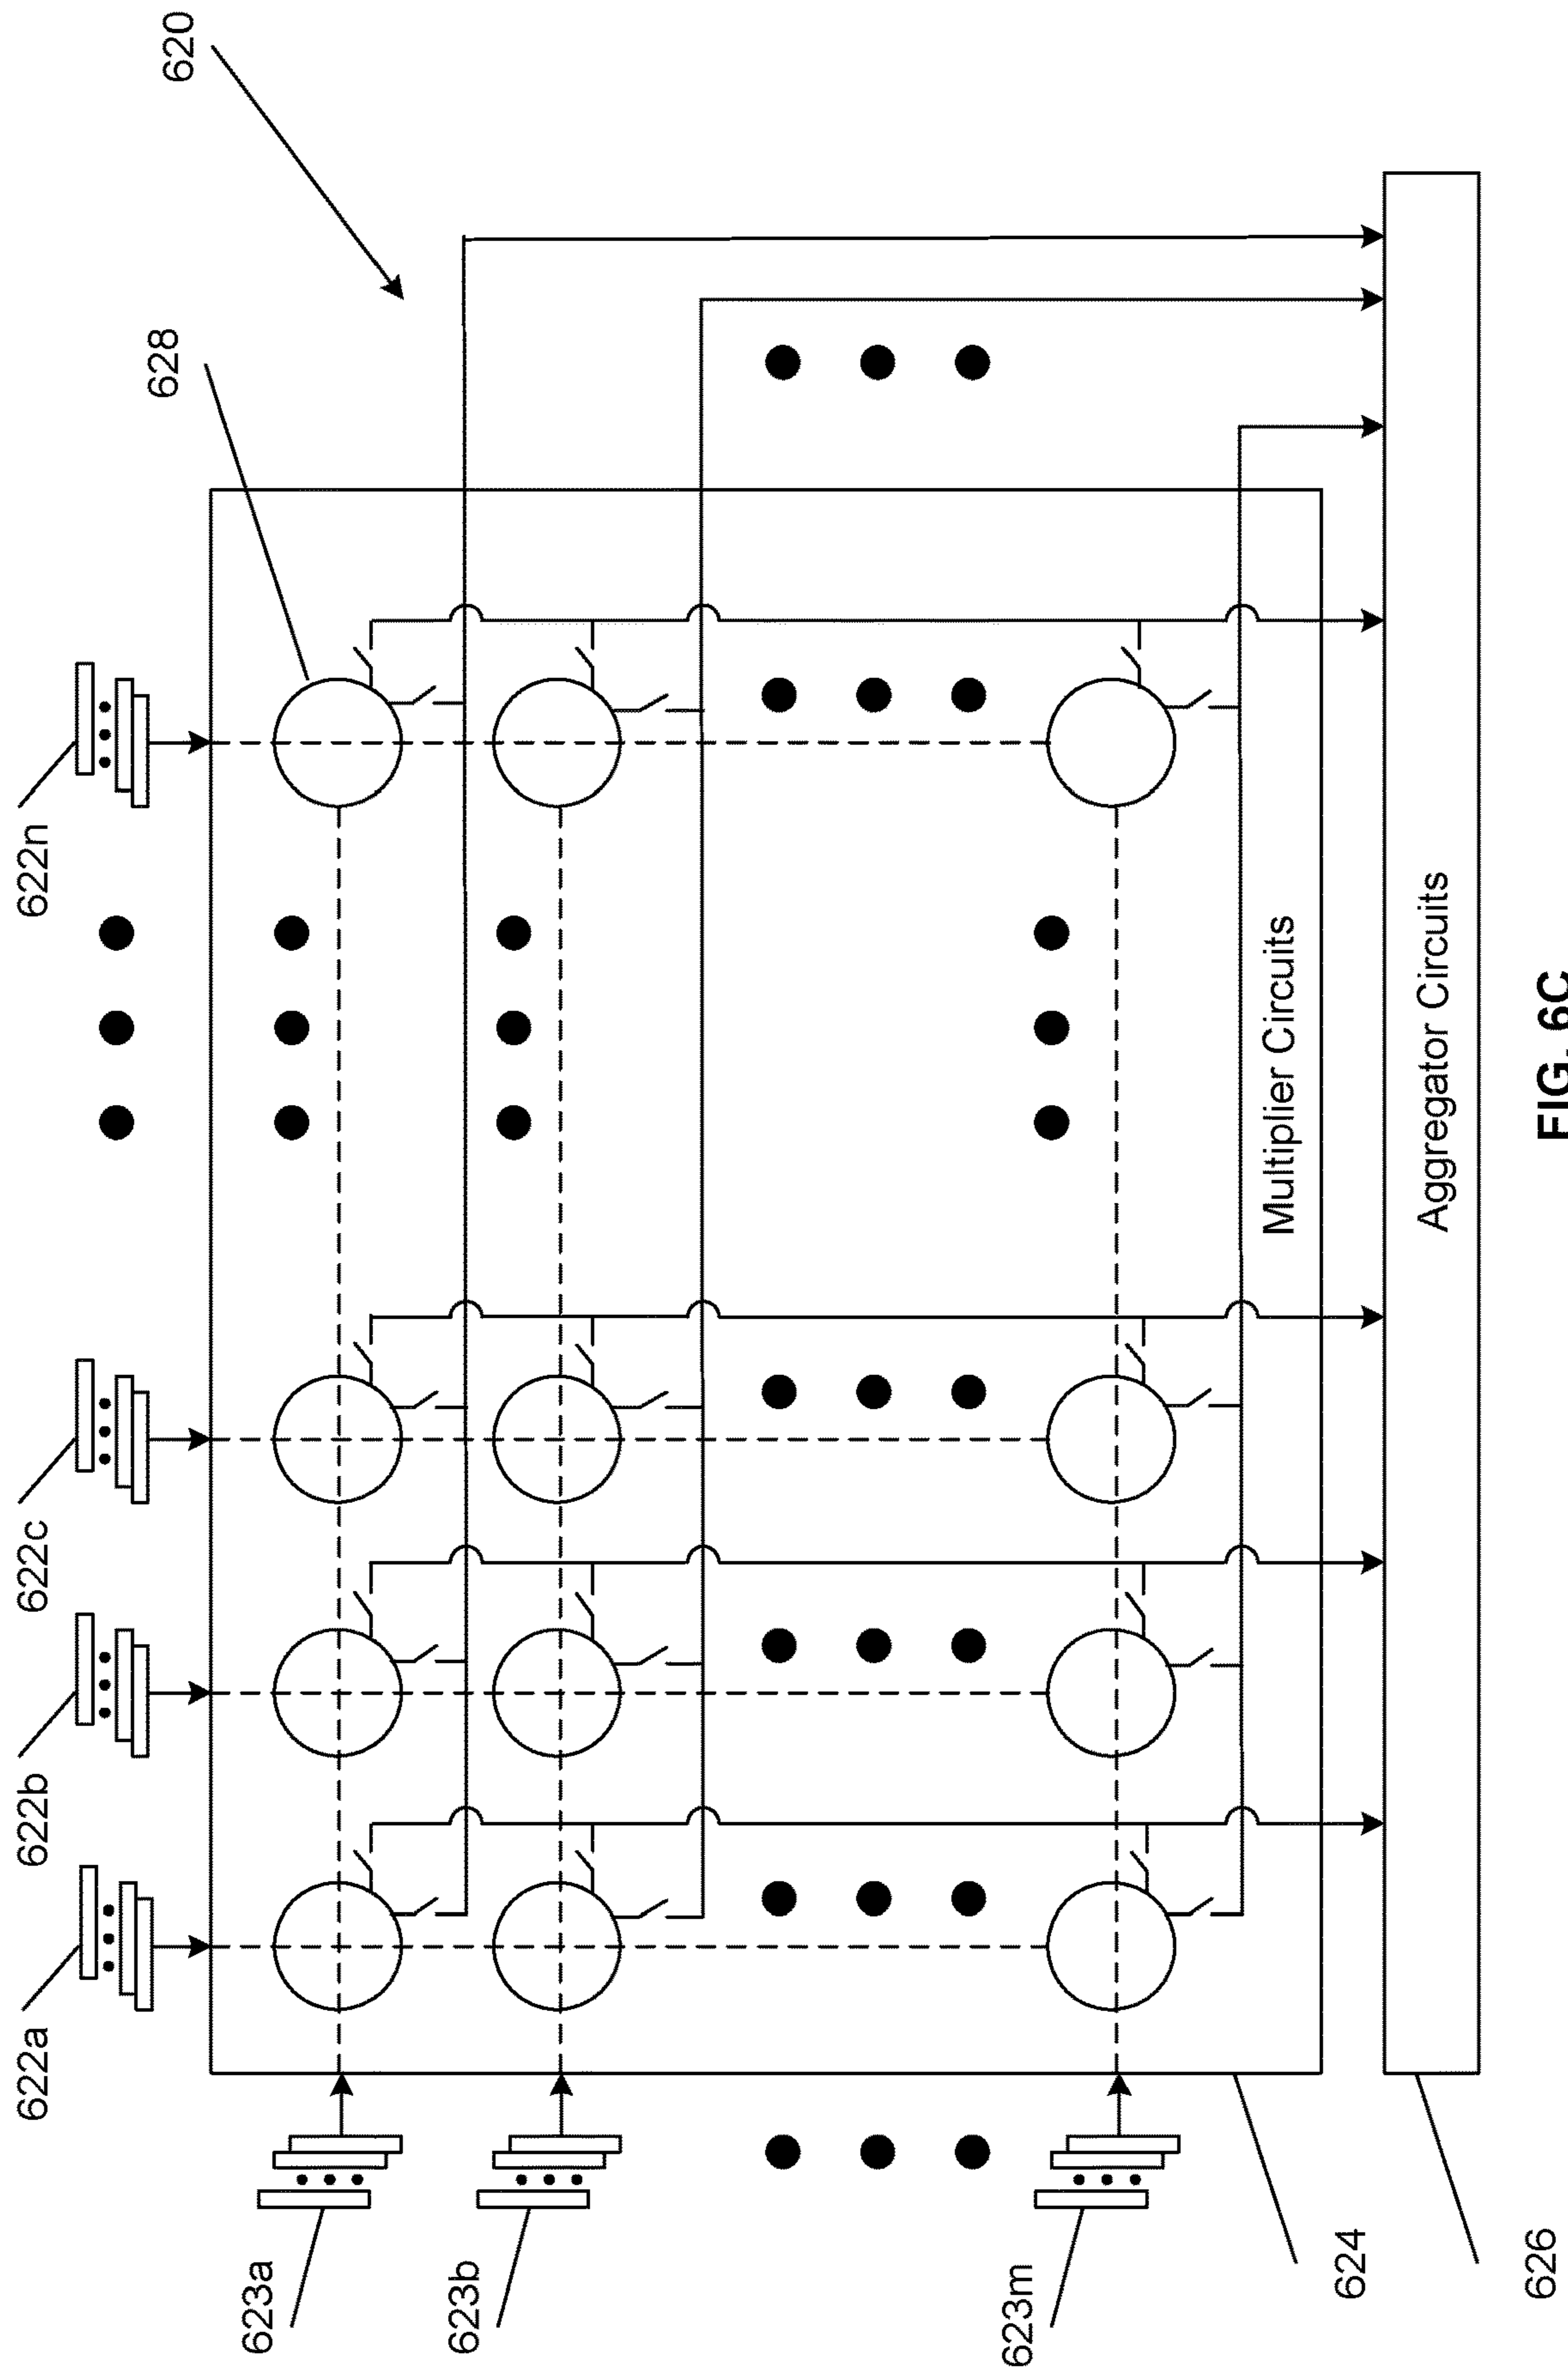 620
628
622n
622c
622b
622a
623a
623b
623m
Multiplier Circuits
Aggregator Circuits
624
626
FIG. 6C